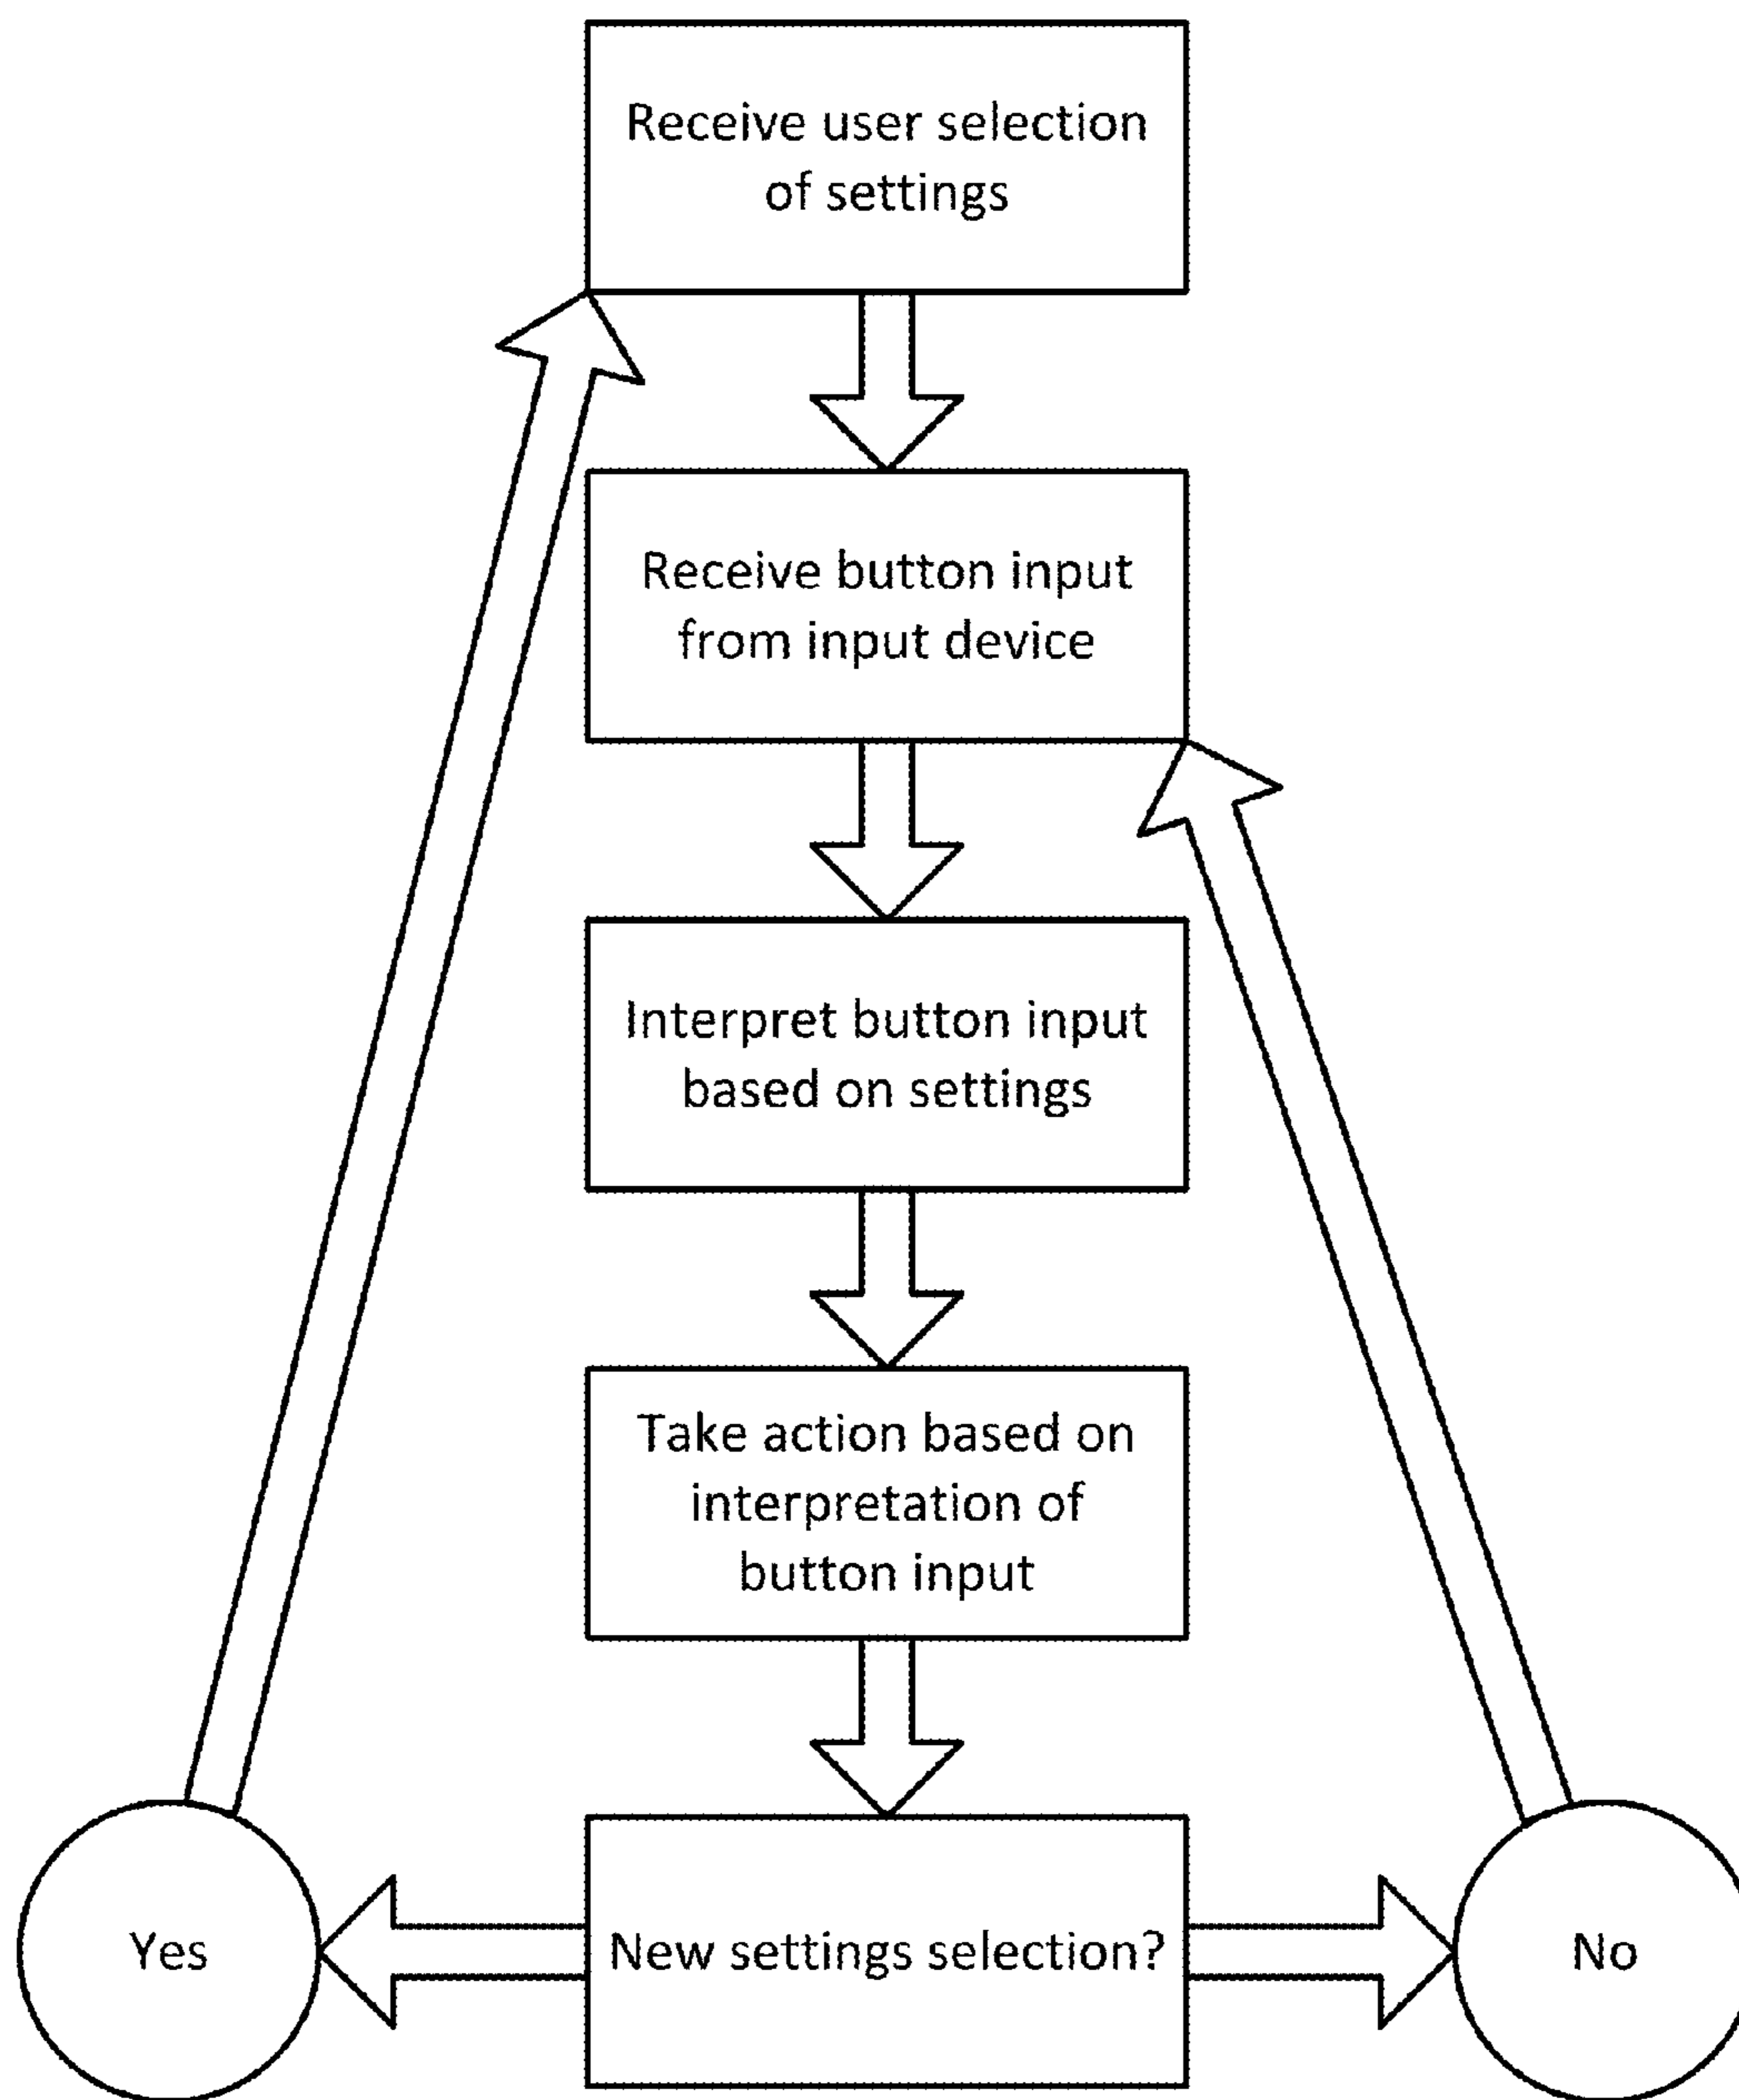 Receive user selection
of settings
Receive button input
from input device
Interpret button input
based on settings
Take action based on
interpretation of
button input
Yes
New settings selection?
No